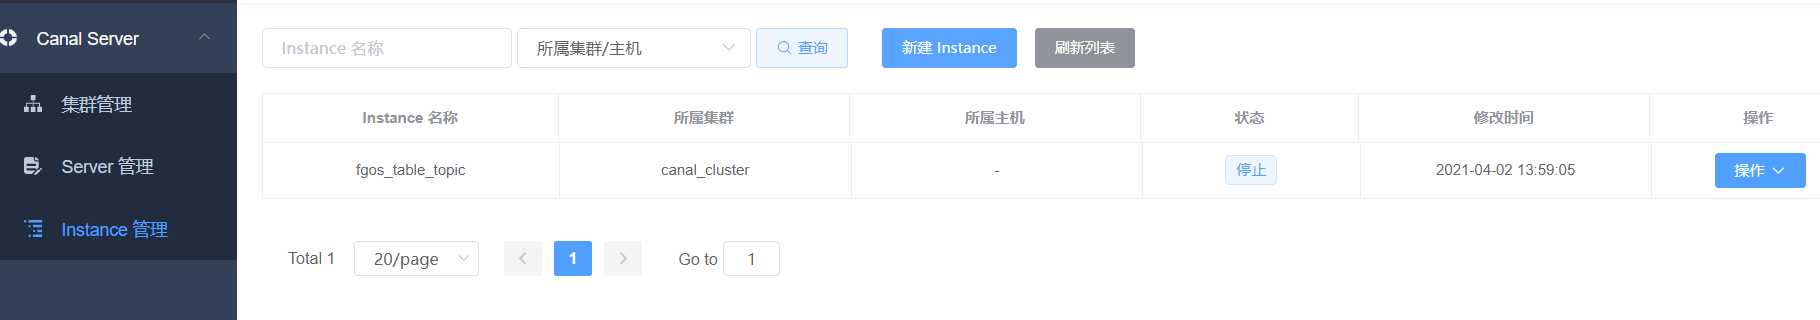 Canal Server
集群管理
Server 管理
Instance 管理
Instance 名称 所属集群/主机 查询 新建 Instance 刷新列表
Instance 名称 所属集群 所属主机 状态 修改时间 操作
fgos_table_topic canal_cluster - 停止 2021-04-02 13:59:05 操作
Total 1 20/page 1 Go to 1